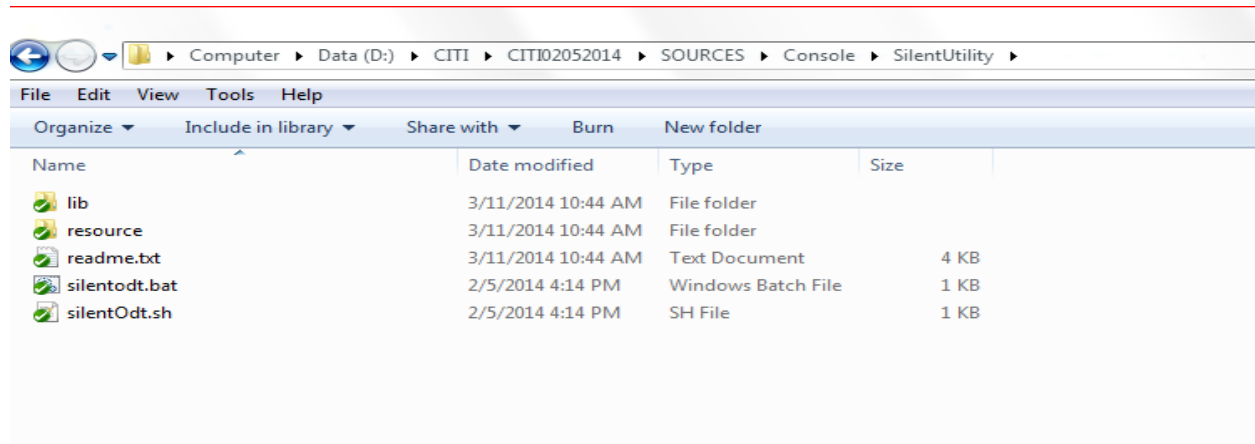 Computer Data (D:) CITI CITI02052014 SOURCES Console SilentUtility
File Edit View Tools Help
Organize Include in library Share with Burn New folder
Name Date modified Type Size
lib 3/11/2014 10:44 AM File folder
resource 3/11/2014 10:44 AM File folder
readme.txt 3/11/2014 10:44 AM Text Document 4 KB
silentodt.bat 2/5/2014 4:14 PM Windows Batch File 1 KB
silentOdt.sh 2/5/2014 4:14 PM SH File 1 KB